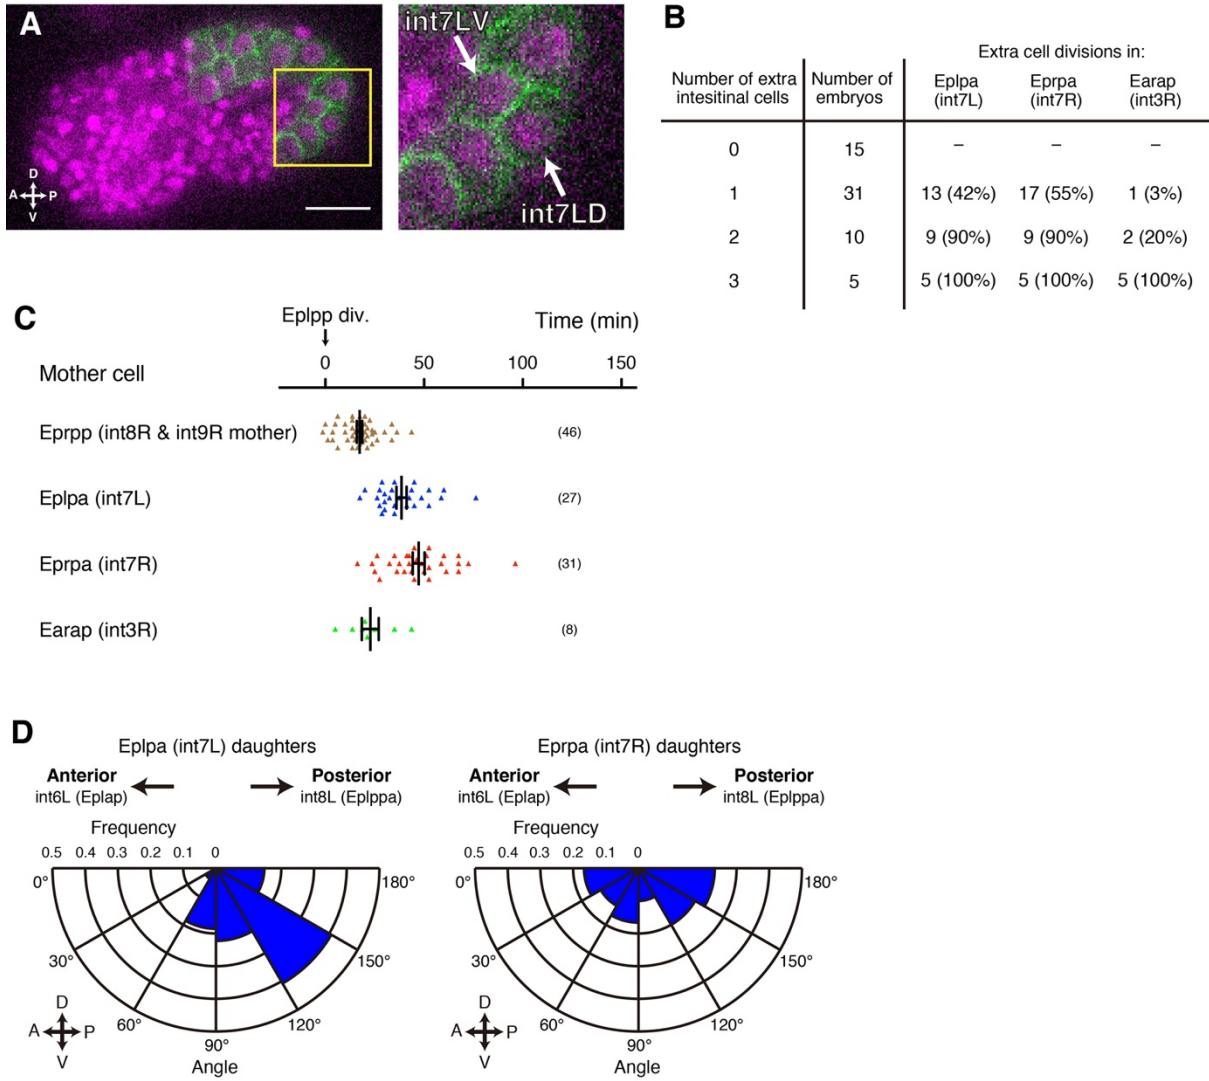 A
D
A P
V
int7LV
int7LD
B
Extra cell divisions in:
Number of extra intesitinal cells
Number of embryos
Eplpa (int7L)
Eprpa (int7R)
Earap (int3R)
0 15 – – –
1 31 13 (42%) 17 (55%) 1 (3%)
2 10 9 (90%) 9 (90%) 2 (20%)
3 5 5 (100%) 5 (100%) 5 (100%)
C
Eplpp div.
Time (min)
0 50 100 150
Mother cell
Eprpp (int8R & int9R mother) (46)
Eplpa (int7L) (27)
Eprpa (int7R) (31)
Earap (int3R) (8)
D
Eplpa (int7L) daughters
Anterior Posterior
int6L (Eplap) int8L (Eplppa)
Frequency
0.5 0.4 0.3 0.2 0.1 0
0° 180°
30° 150°
60° 120°
90°
Angle
D
A P
V
Eprpa (int7R) daughters
Anterior Posterior
int6L (Eplap) int8L (Eplppa)
Frequency
0.5 0.4 0.3 0.2 0.1 0
0° 180°
30° 150°
60° 120°
90°
Angle
D
A P
V